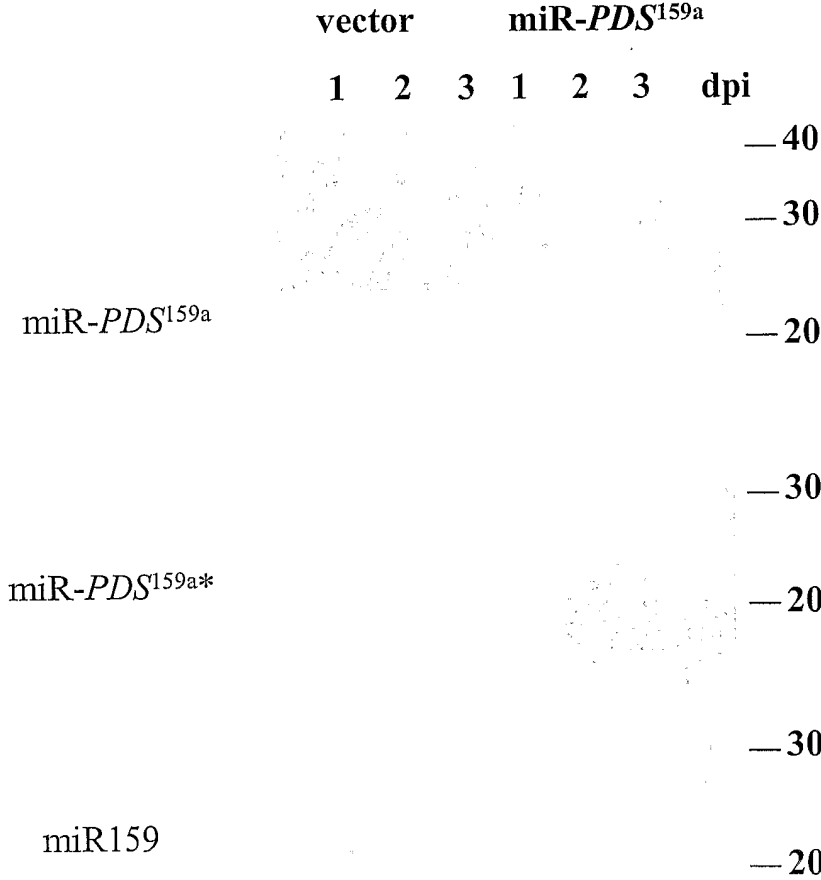 vector miR-PDS¹⁵⁹ᵃ
1 2 3 1 2 3 dpi
— 40
— 30
miR-PDS¹⁵⁹ᵃ — 20
— 30
miR-PDS¹⁵⁹ᵃ* — 20
— 30
miR159
— 20